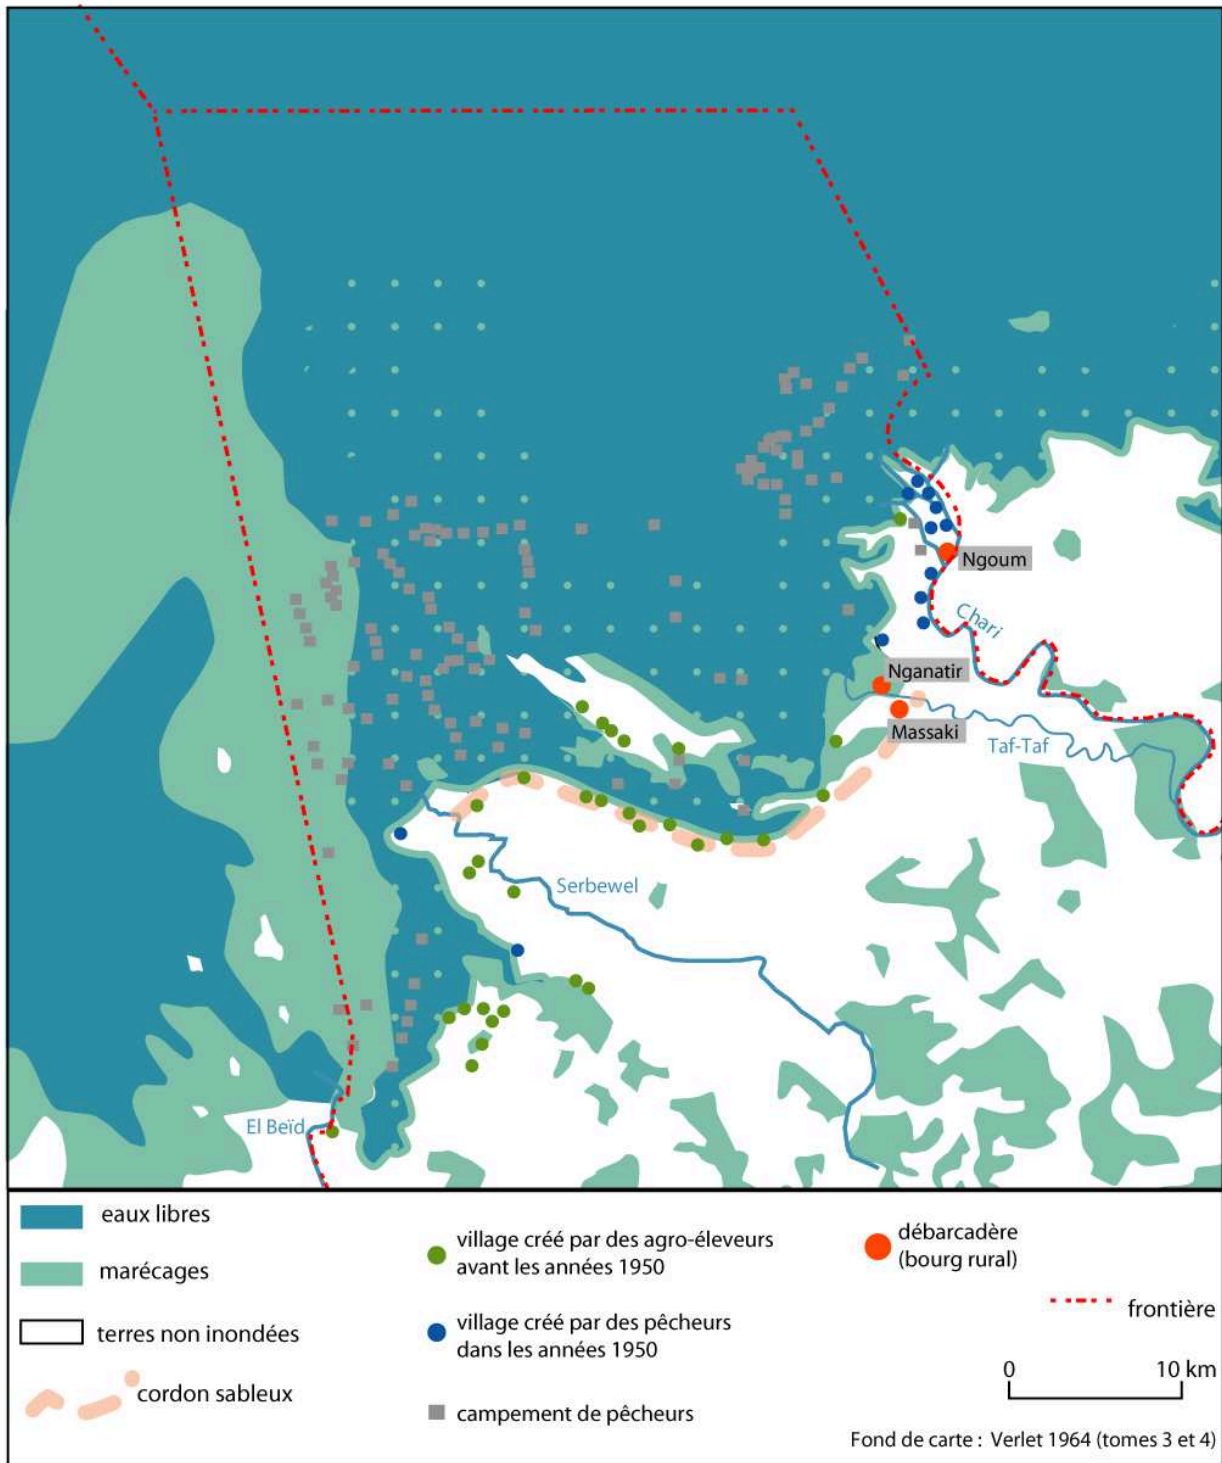 Ngoum
Chari
Nganatir
Massaki
Taf-Taf
Serbewel
El Beïd
eaux libres
marécages
terres non inondées
cordon sableux
village créé par des agro-éleveurs
avant les années 1950
village créé par des pêcheurs
dans les années 1950
campement de pêcheurs
débarcadère
(bourg rural)
frontière
0 10 km
Fond de carte : Verlet 1964 (tomes 3 et 4)